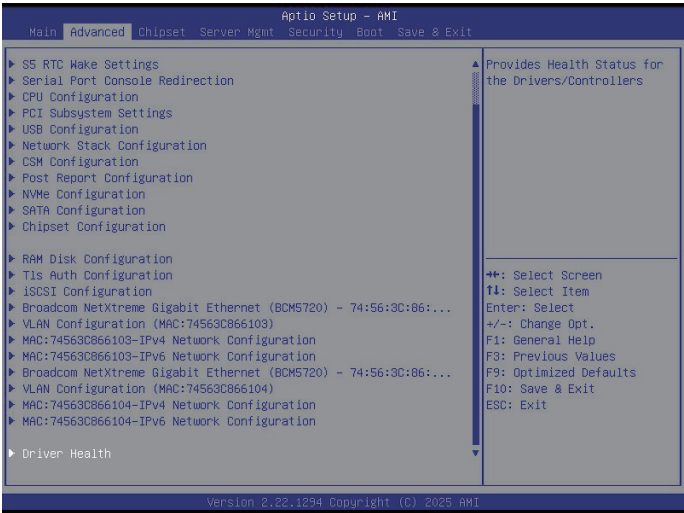 Aptio Setup – AMI
Main Advanced Chipset Server Mgmt Security Boot Save & Exit
S5 RTC Wake Settings
Serial Port Console Redirection
CPU Configuration
PCI Subsystem Settings
USB Configuration
Network Stack Configuration
CSM Configuration
Post Report Configuration
NVMe Configuration
SATA Configuration
Chipset Configuration
RAM Disk Configuration
Tls Auth Configuration
iSCSI Configuration
Broadcom NetXtreme Gigabit Ethernet (BCM5720) – 74:56:3C:86:...
VLAN Configuration (MAC:74563C866103)
MAC:74563C866103-IPv4 Network Configuration
MAC:74563C866103-IPv6 Network Configuration
Broadcom NetXtreme Gigabit Ethernet (BCM5720) – 74:56:3C:86:...
VLAN Configuration (MAC:74563C866104)
MAC:74563C866104-IPv4 Network Configuration
MAC:74563C866104-IPv6 Network Configuration
Driver Health
Provides Health Status for
the Drivers/Controllers
→←: Select Screen
↑↓: Select Item
Enter: Select
+/-: Change Opt.
F1: General Help
F3: Previous Values
F9: Optimized Defaults
F10: Save & Exit
ESC: Exit
Version 2.22.1294 Copyright (C) 2025 AMI